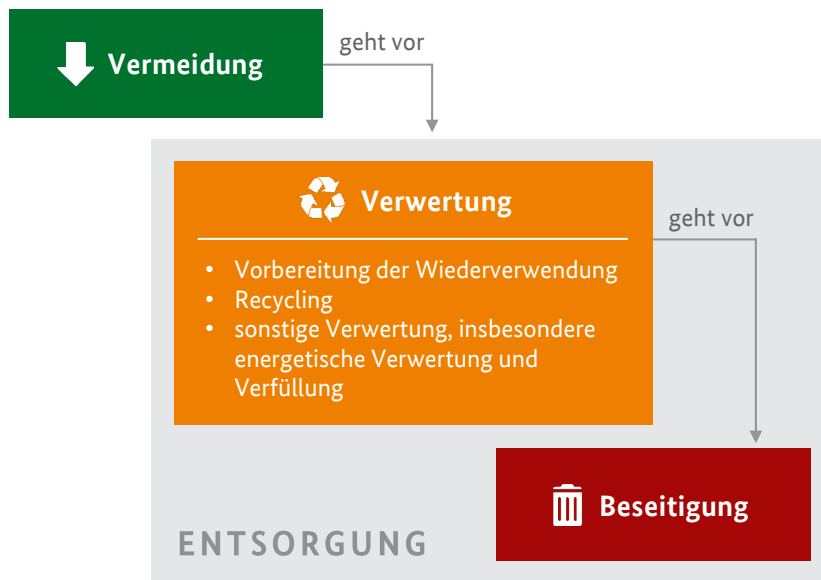 Vermeidung
geht vor
Verwertung
geht vor
• Vorbereitung der Wiederverwendung
• Recycling
• sonstige Verwertung, insbesondere
energetische Verwertung und
Verfüllung
Beseitigung
ENTSORGUNG